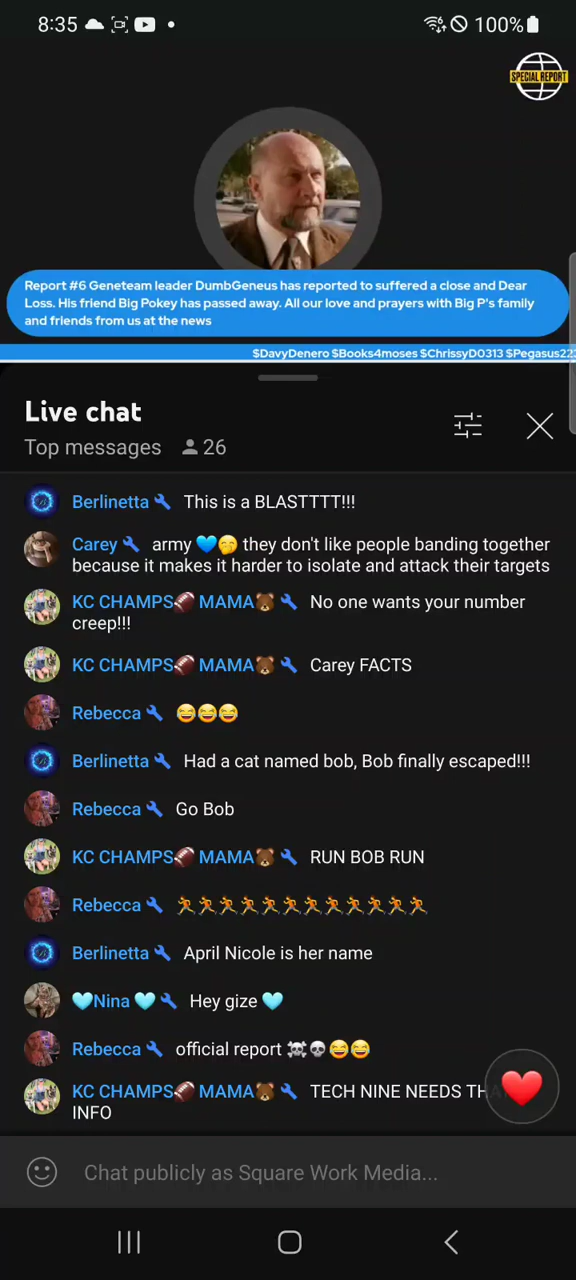 8:35
100%
SPECIAL REPORT
Report #6 Geneteam leader DumbGeneus has reported to suffered a close and Dear
Loss. His friend Big Pokey has passed away. All our love and prayers with Big P's family
and friends from us at the news
$DavyDenero $Books4moses $ChrissyD0313 $Pegasus222
Live chat
Top messages 26
Berlinetta This is a BLASTTTT!!!
Carey army 💙🤭 they don't like people banding together
because it makes it harder to isolate and attack their targets
KC CHAMPS🏈 MAMA🐻 No one wants your number
creep!!!
KC CHAMPS🏈 MAMA🐻 Carey FACTS
Rebecca 😂😂😂
Berlinetta Had a cat named bob, Bob finally escaped!!!
Rebecca Go Bob
KC CHAMPS🏈 MAMA🐻 RUN BOB RUN
Rebecca 🏃🏃🏃🏃🏃🏃🏃🏃🏃🏃🏃🏃
Berlinetta April Nicole is her name
🩵Nina 🩵 Hey gize 🩵
Rebecca official report ☠️💀😂😂
KC CHAMPS🏈 MAMA🐻 TECH NINE NEEDS
INFO
Chat publicly as Square Work Media...